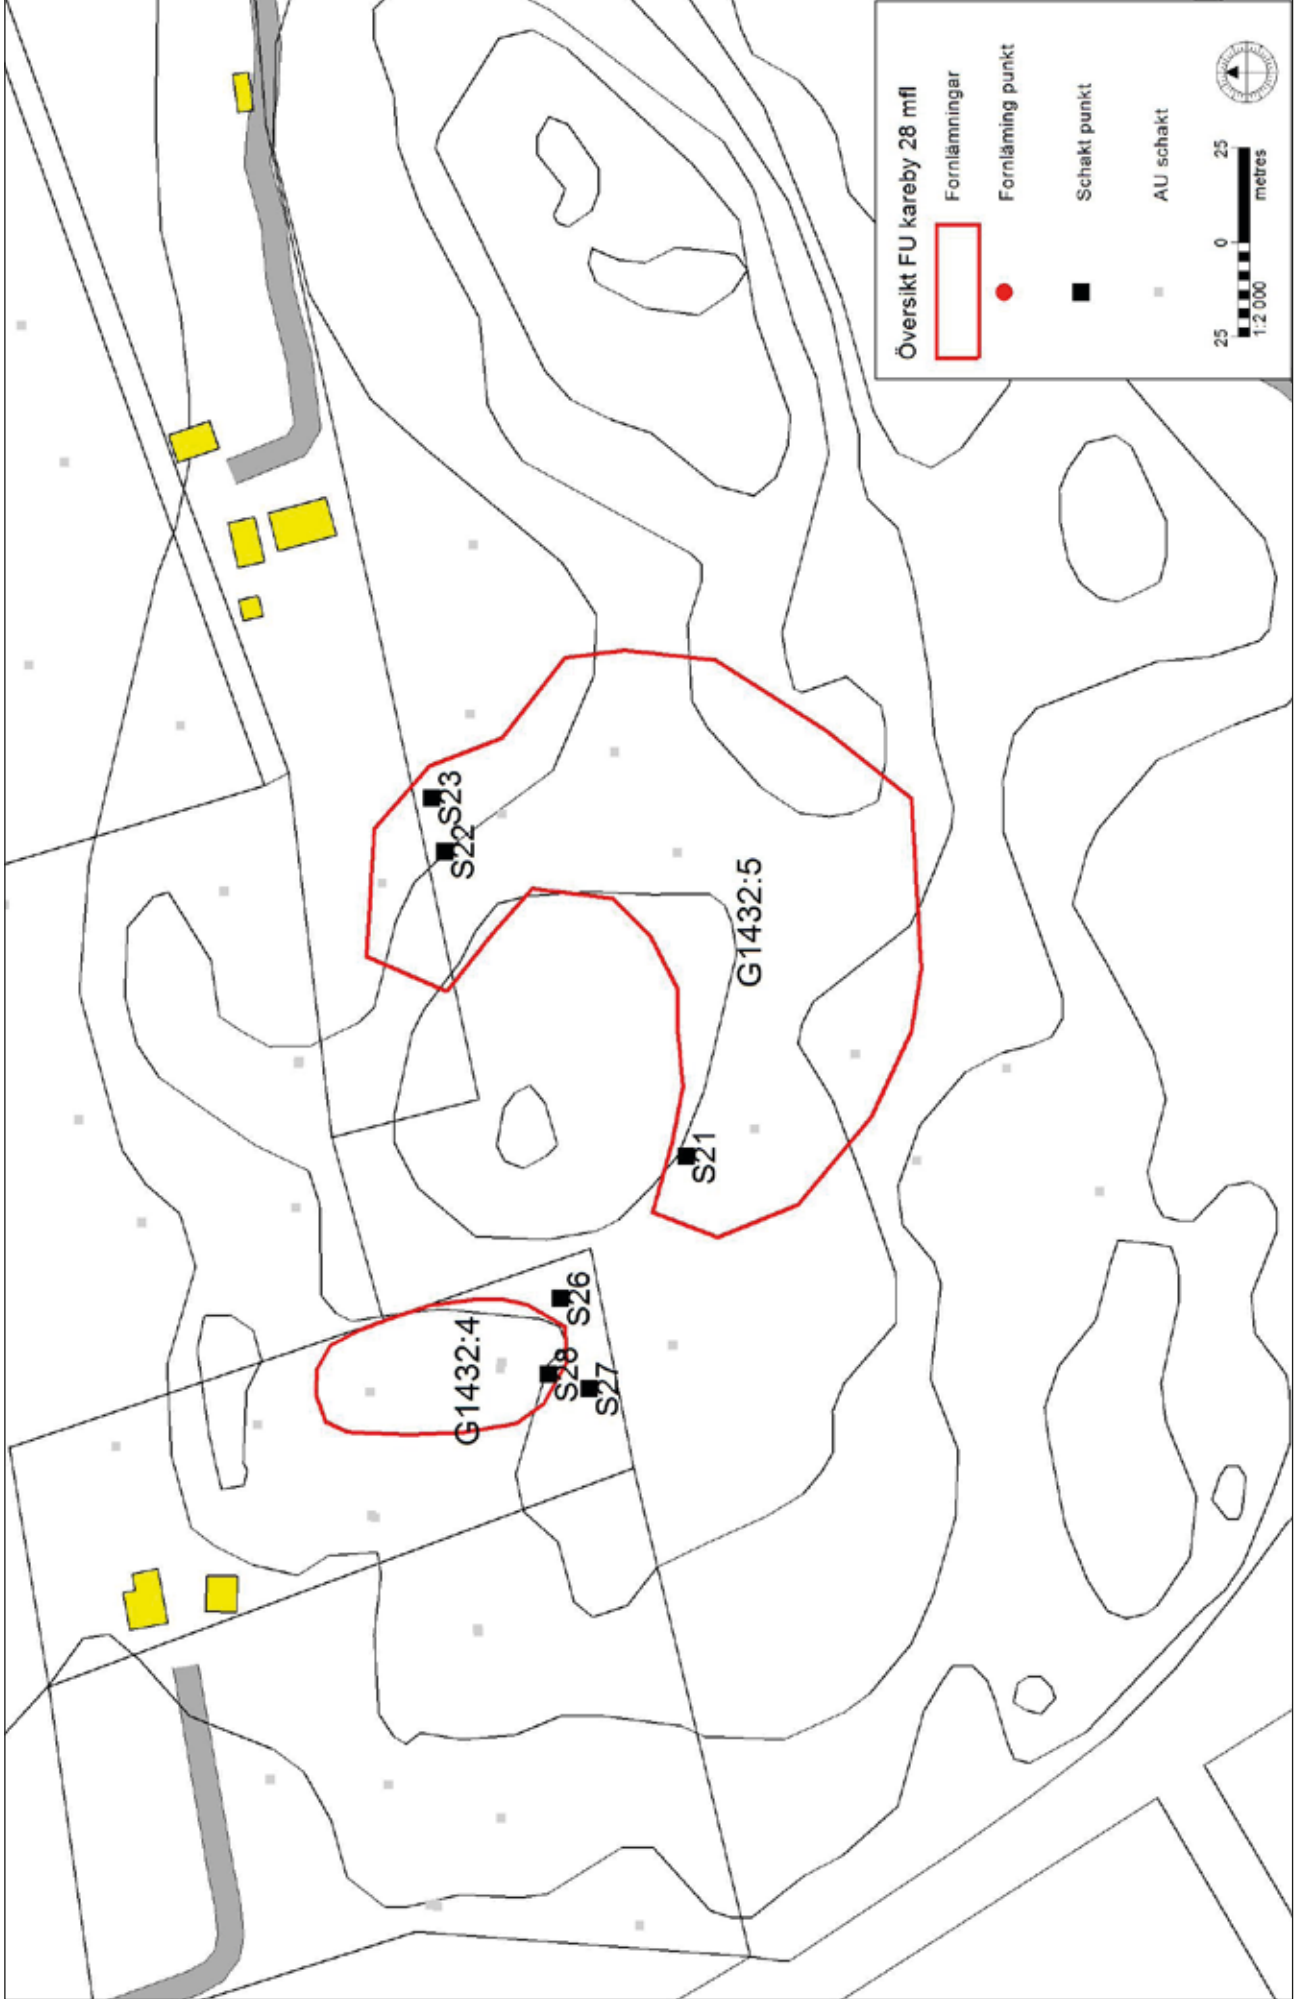 S23
S22
G1432:5
S21
S26
G1432:4
S28
S27
Översikt FU kareby 28 mfl
Fornlämningar
Fornläming punkt
Schakt punkt
AU schakt
25 0 25
1:2 000 metres